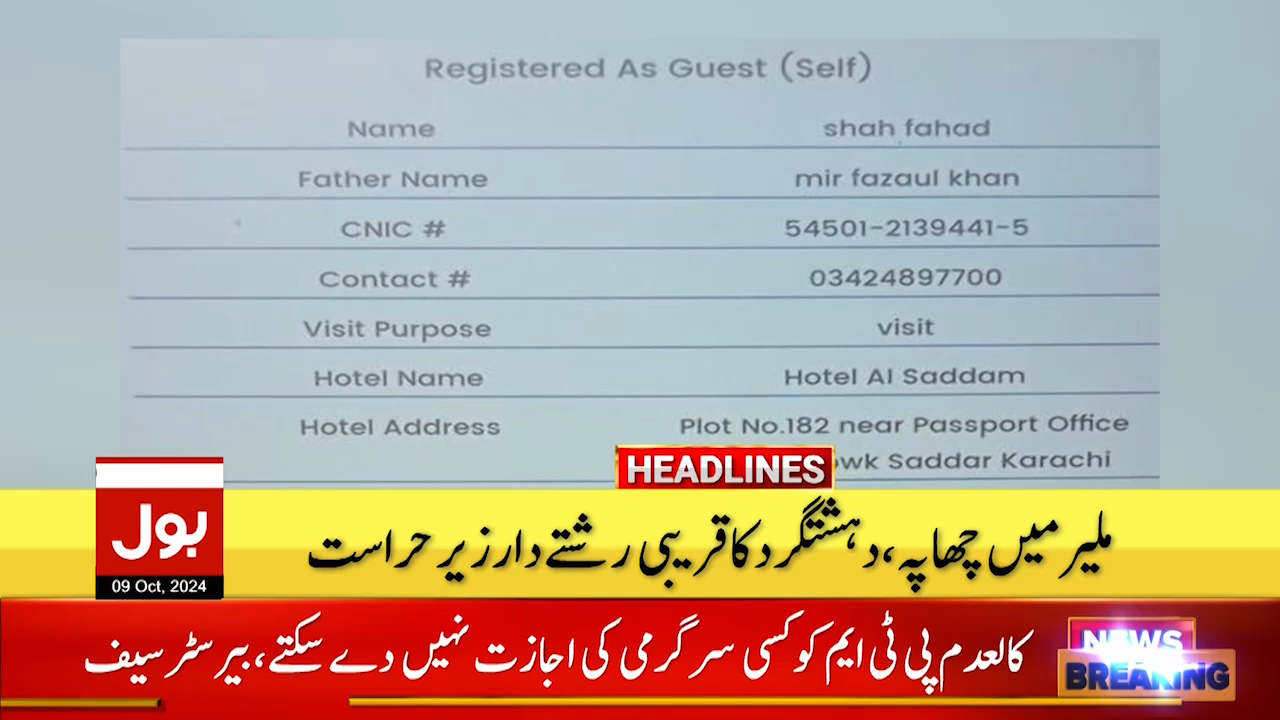 Registered As Guest (Self)
Name shah fahad
Father Name mir fazaul khan
CNIC # 54501-2139441-5
Contact # 03424897700
Visit Purpose visit
Hotel Name Hotel Al Saddam
Hotel Address Plot No.182 near Passport Office
Saddar Karachi
HEADLINES
بول
09 Oct, 2024
ملیر میں چھاپہ، دہشتگرد کا قریبی رشتے دار زیر حراست
کالعدم پی ٹی ایم کو کسی سرگرمی کی اجازت نہیں دے سکتے، بیرسٹر سیف
NEWS
BREAKING